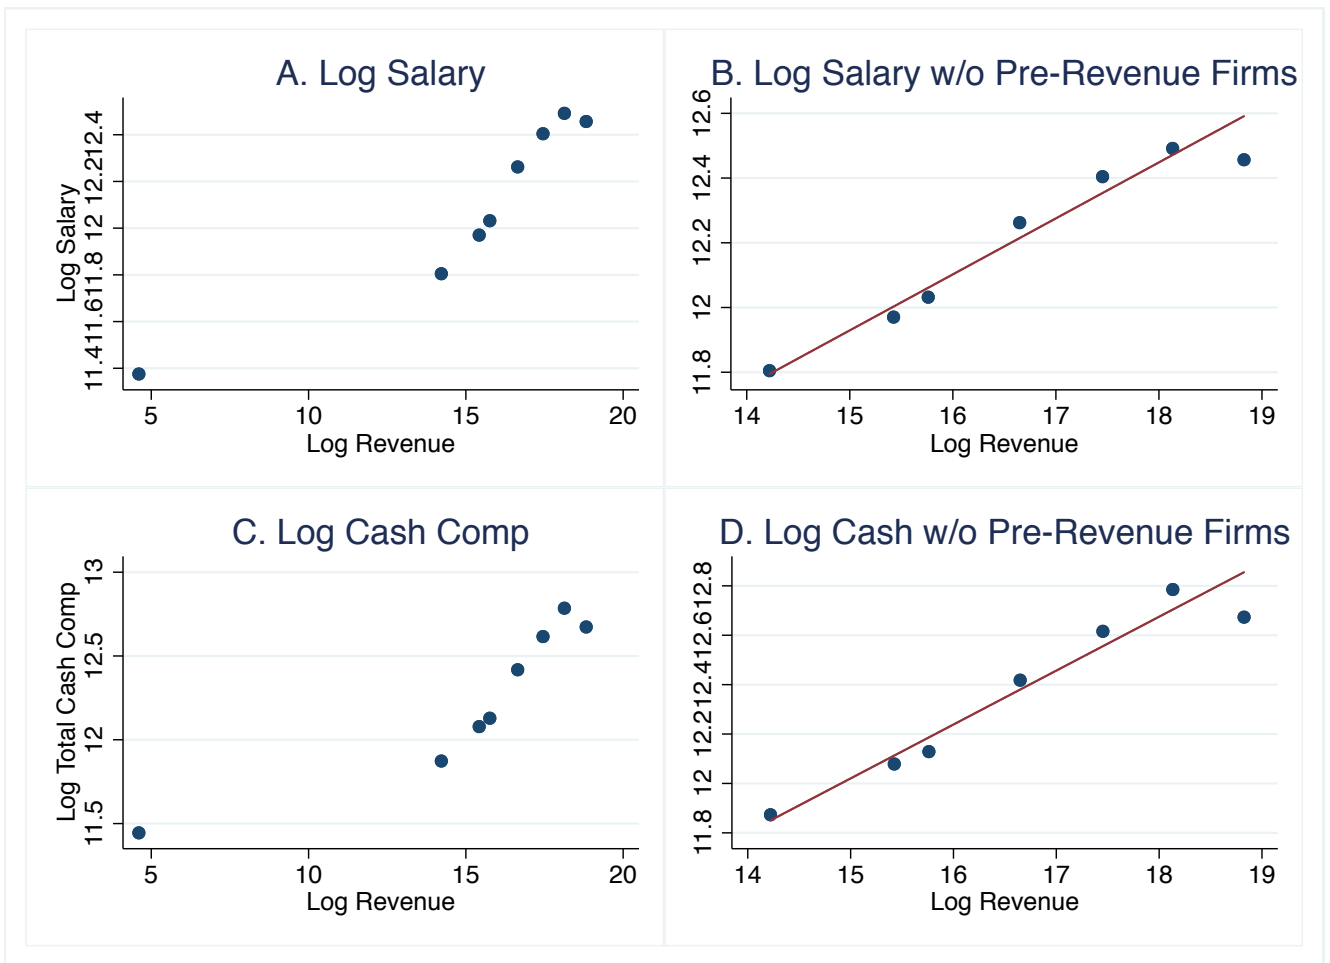 A. Log Salary
Log Salary
12.4
12.2
12
11.8
11.6
11.4
5 10 15 20
Log Revenue
B. Log Salary w/o Pre-Revenue Firms
12.6
12.4
12.2
12
11.8
14 15 16 17 18 19
Log Revenue
C. Log Cash Comp
Log Total Cash Comp
13
12.5
12
11.5
5 10 15 20
Log Revenue
D. Log Cash w/o Pre-Revenue Firms
12.8
12.6
12.4
12.2
12
11.8
14 15 16 17 18 19
Log Revenue